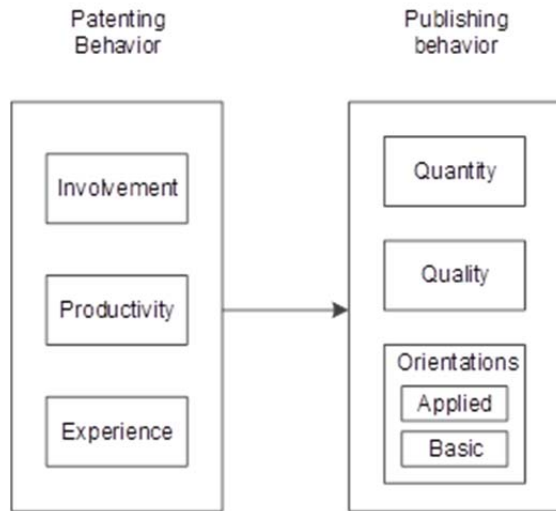 Patenting
Behavior
Publishing
behavior
Involvement
Productivity
Experience
Quantity
Quality
Orientations
Applied
Basic